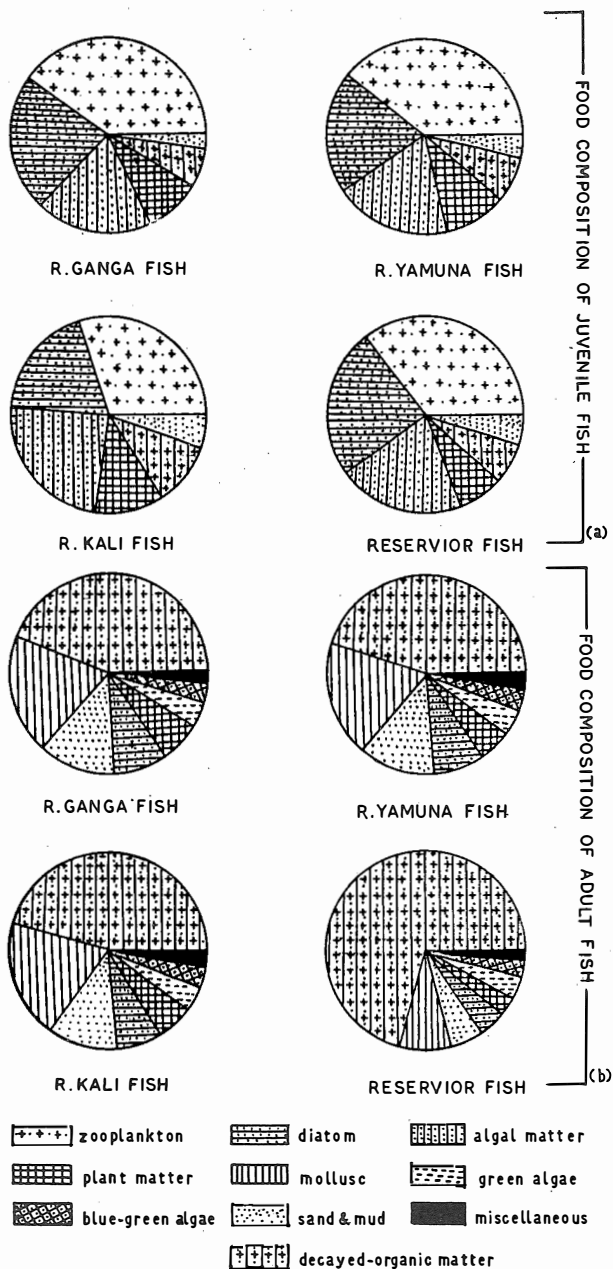 R.GANGA FISH
R.YAMUNA FISH
R. KALI FISH
RESERVIOR FISH
FOOD COMPOSITION OF JUVENILE FISH
(a)
R.GANGA FISH
R.YAMUNA FISH
R.KALI FISH
RESERVIOR FISH
FOOD COMPOSITION OF ADULT FISH
(b)
zooplankton
diatom
algal matter
plant matter
mollusc
green algae
blue-green algae
sand & mud
miscellaneous
decayed-organic matter